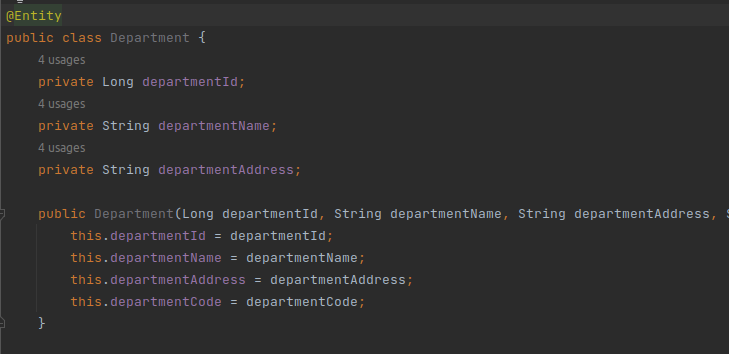 @Entity
public class Department {
4 usages
private Long departmentId;
4 usages
private String departmentName;
4 usages
private String departmentAddress;
public Department(Long departmentId, String departmentName, String departmentAddress,
this.departmentId = departmentId;
this.departmentName = departmentName;
this.departmentAddress = departmentAddress;
this.departmentCode = departmentCode;
}